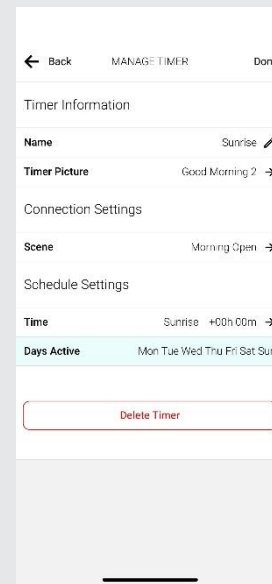 Back MANAGE TIMER Don
Timer Information
Name Sunrise
Timer Picture Good Morning 2
Connection Settings
Scene Morning Open
Schedule Settings
Time Sunrise +00h 00m
Days Active Mon Tue Wed Thu Fri Sat Sun
Delete Timer